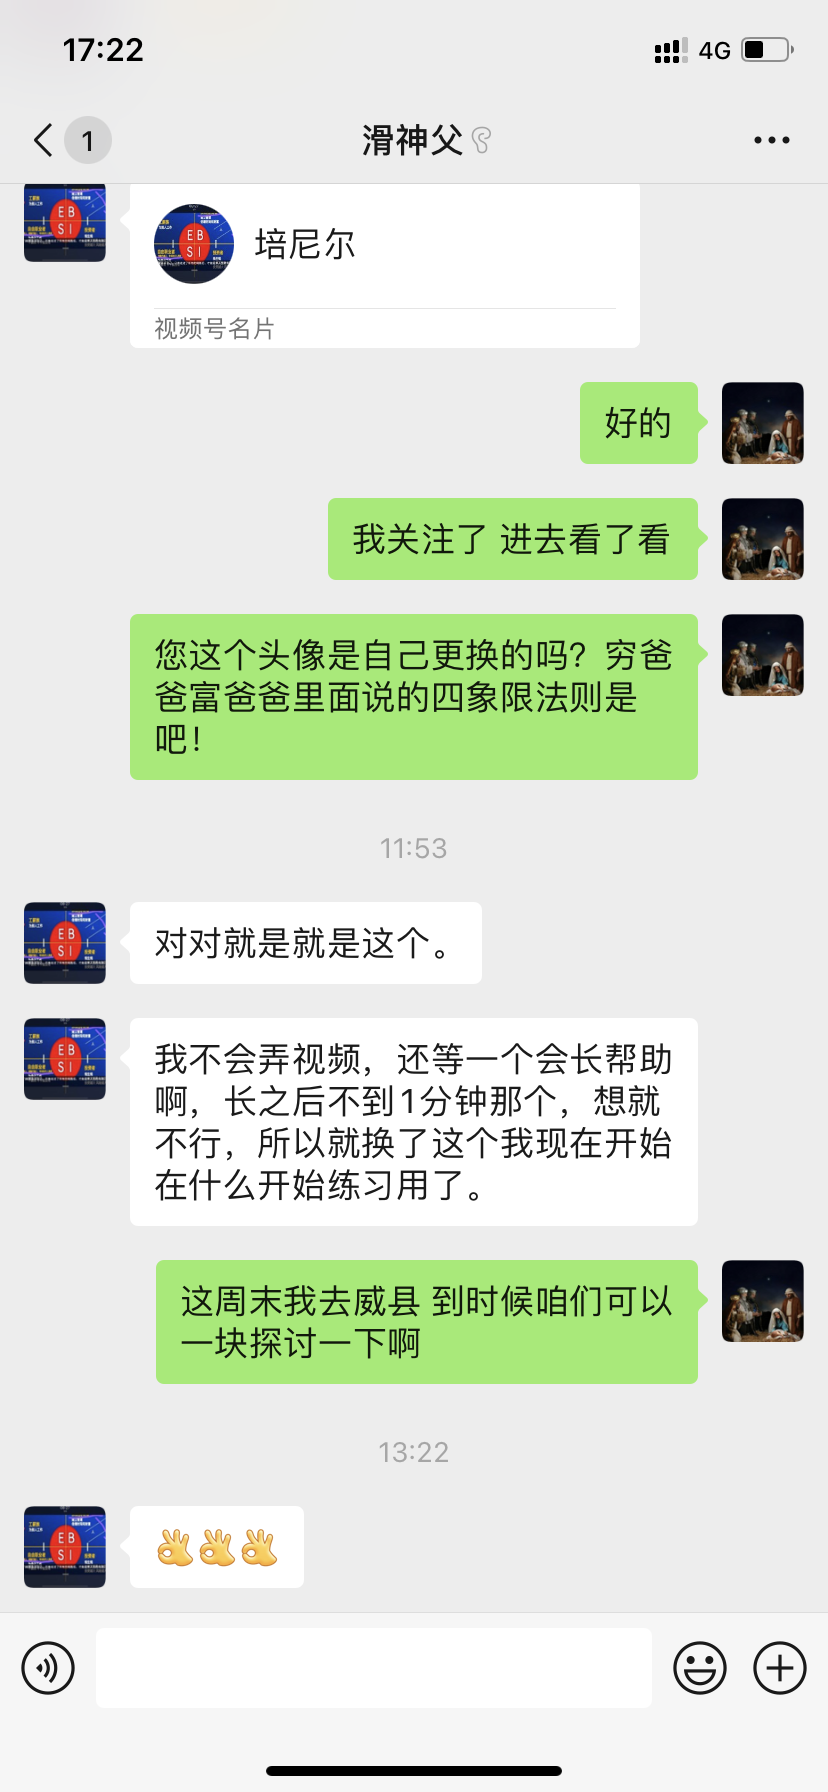 17:22
4G
1
滑神父
E B
S I
E B
S I
培尼尔
视频号名片
好的
我关注了 进去看了看
您这个头像是自己更换的吗？穷爸
爸富爸爸里面说的四象限法则是
吧！
11:53
E B
S I
对对就是就是这个。
E B
S I
我不会弄视频，还等一个会长帮助
啊，长之后不到1分钟那个，想就
不行，所以就换了这个我现在开始
在什么开始练习用了。
这周末我去威县 到时候咱们可以
一块探讨一下啊
13:22
E B
S I